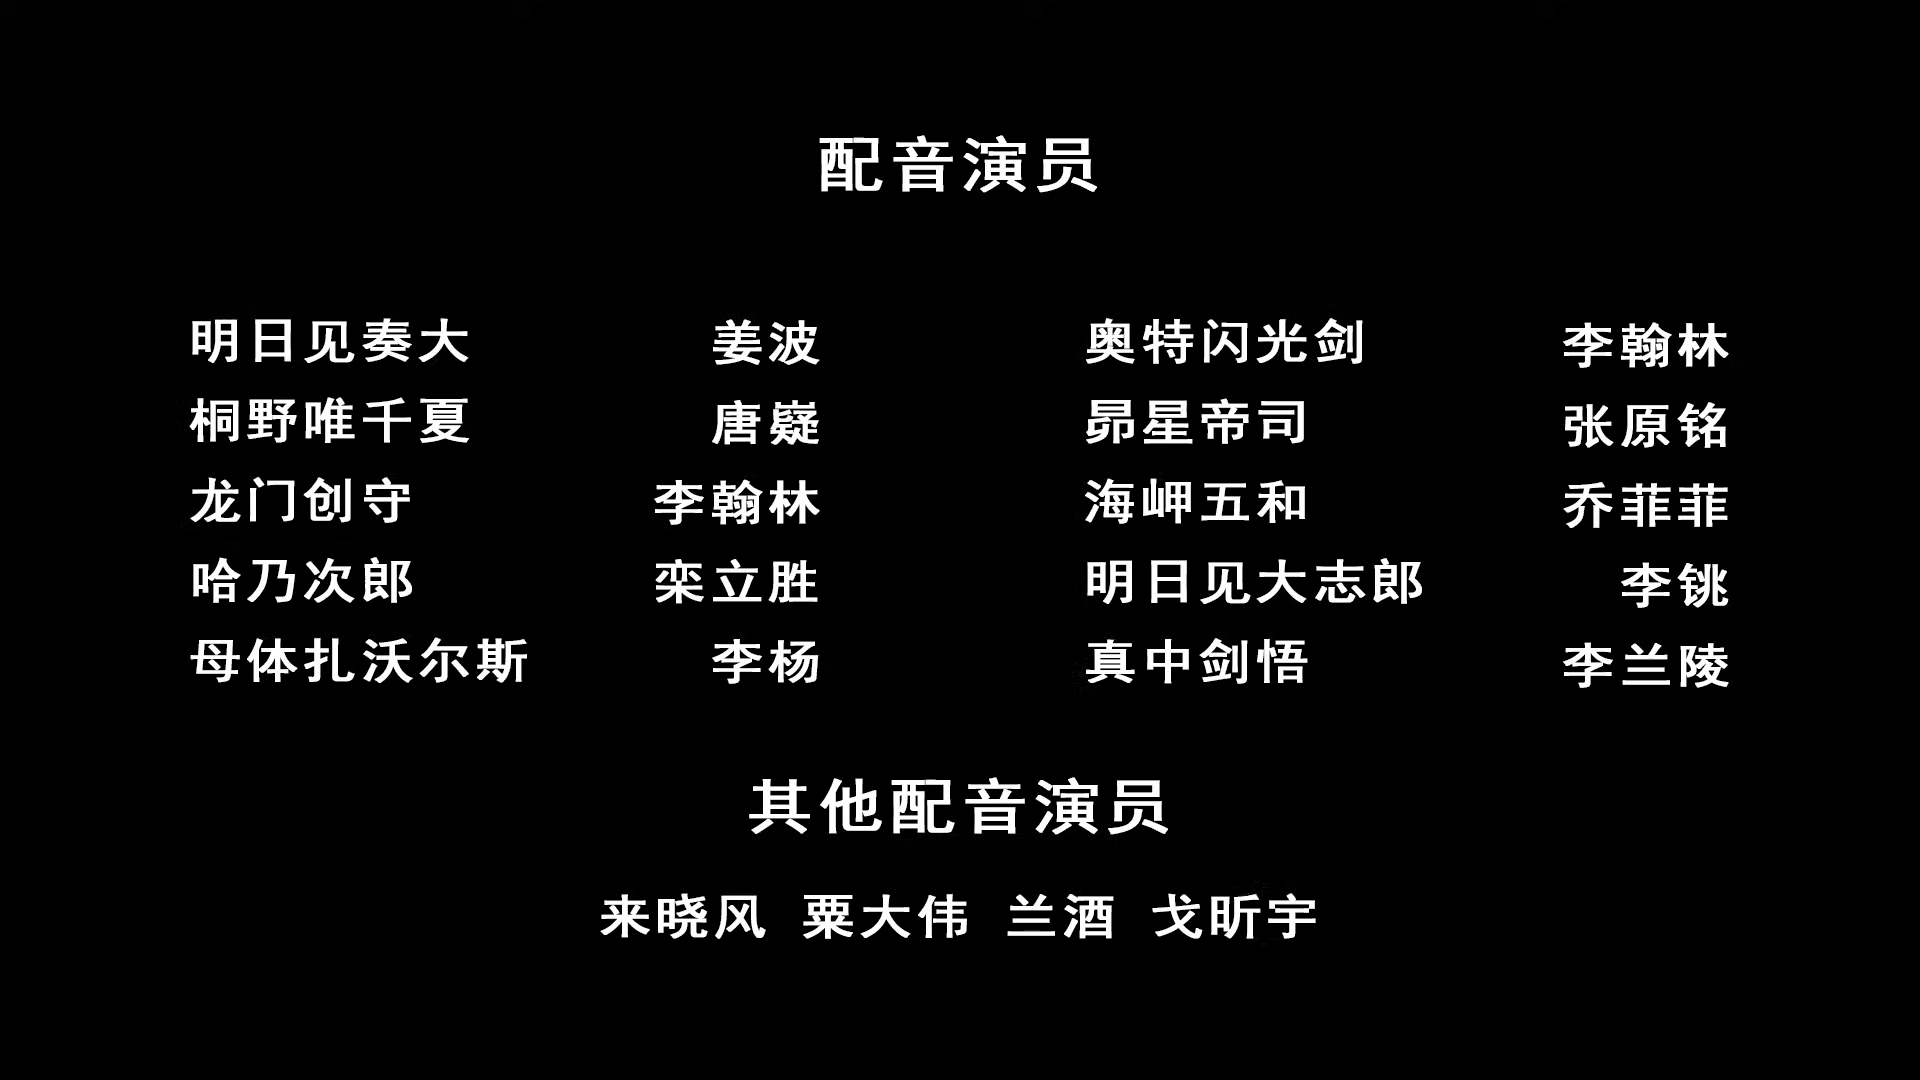 配音演员
明日见奏大 姜波 奥特闪光剑 李翰林
桐野唯千夏 唐嶷 昴星帝司 张原铭
龙门创守 李翰林 海岬五和 乔菲菲
哈乃次郎 栾立胜 明日见大志郎 李铫
母体扎沃尔斯 李杨 真中剑悟 李兰陵
其他配音演员
来晓风 粟大伟 兰酒 戈昕宇